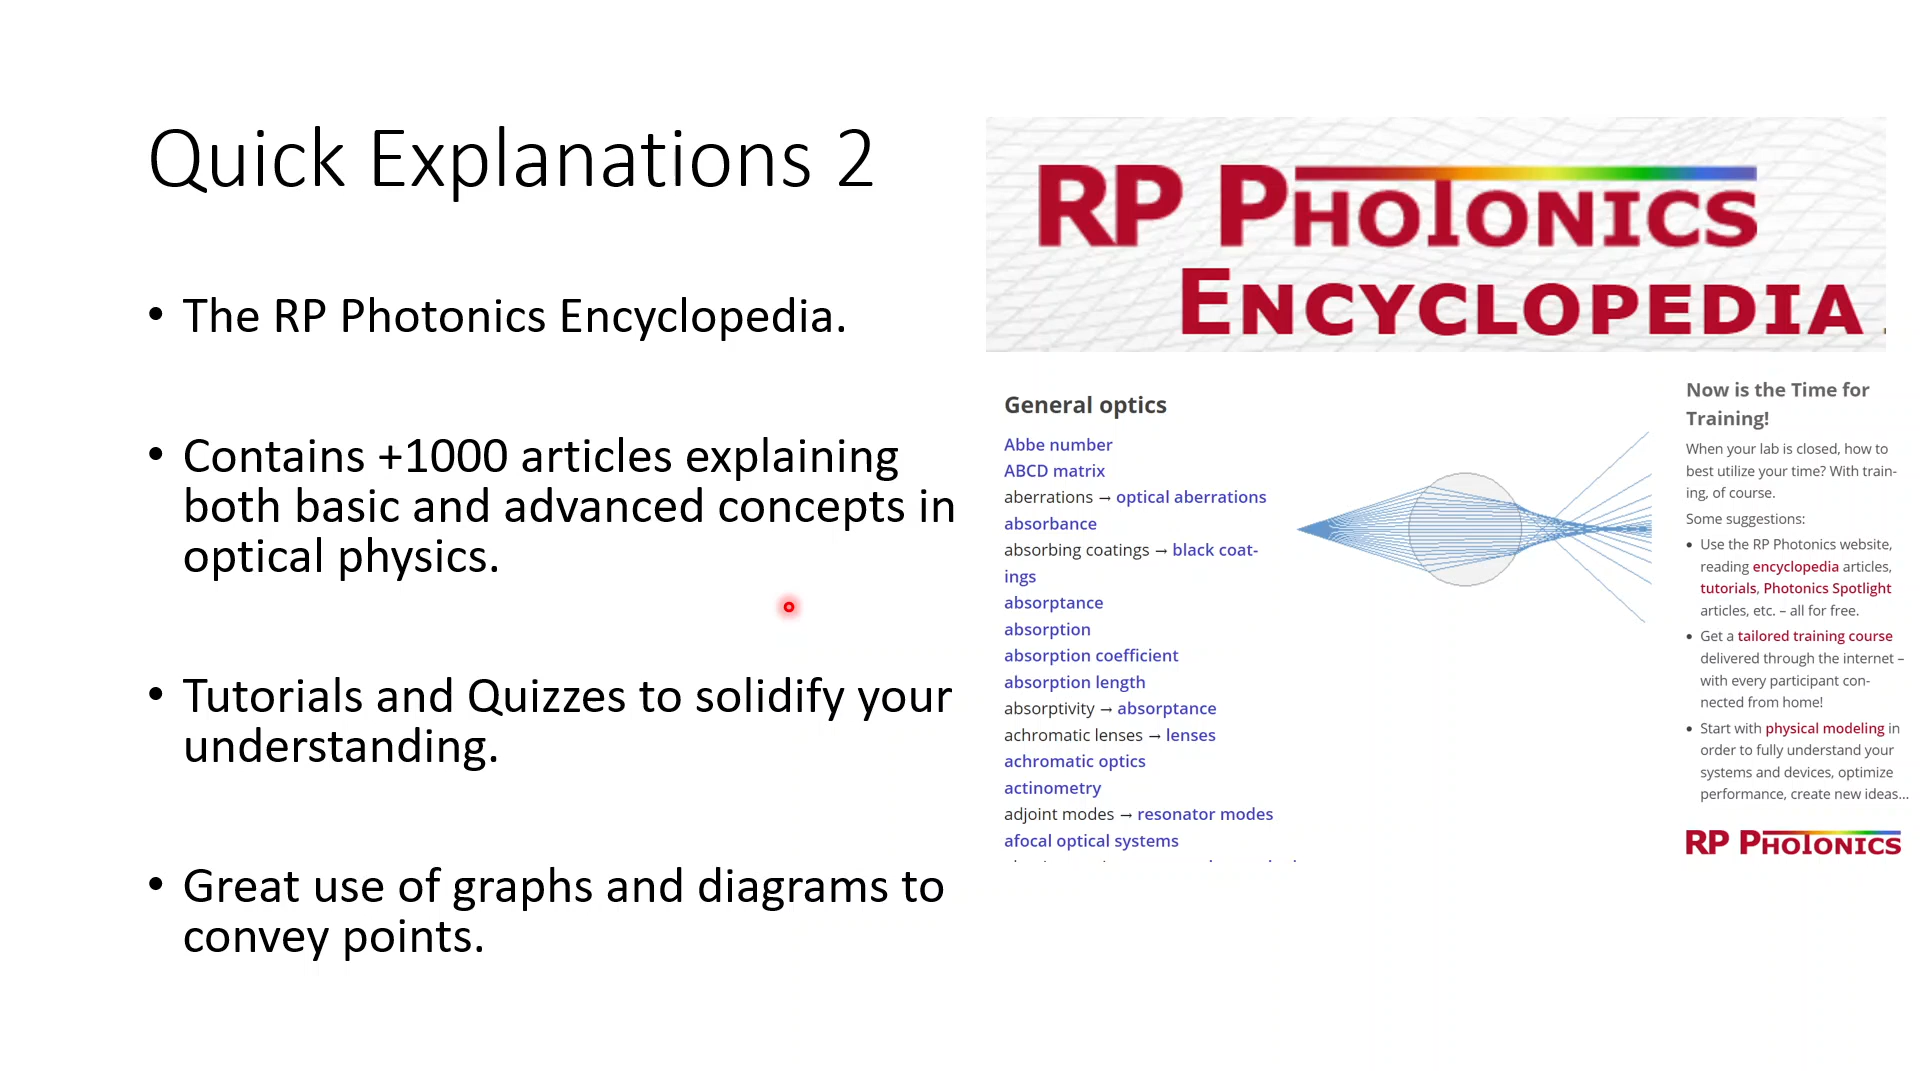 Quick Explanations 2
• The RP Photonics Encyclopedia.
• Contains +1000 articles explaining
both basic and advanced concepts in
optical physics.
• Tutorials and Quizzes to solidify your
understanding.
• Great use of graphs and diagrams to
convey points.
RP PHOTONICS
ENCYCLOPEDIA
General optics
Abbe number
ABCD matrix
aberrations → optical aberrations
absorbance
absorbing coatings → black coat-
ings
absorptance
absorption
absorption coefficient
absorption length
absorptivity → absorptance
achromatic lenses → lenses
achromatic optics
actinometry
adjoint modes → resonator modes
afocal optical systems
Now is the Time for
Training!
When your lab is closed, how to
best utilize your time? With train-
ing, of course.
Some suggestions:
• Use the RP Photonics website,
reading encyclopedia articles,
tutorials, Photonics Spotlight
articles, etc. – all for free.
• Get a tailored training course
delivered through the internet –
with every participant con-
nected from home!
• Start with physical modeling in
order to fully understand your
systems and devices, optimize
performance, create new ideas...
RP PHOTONICS